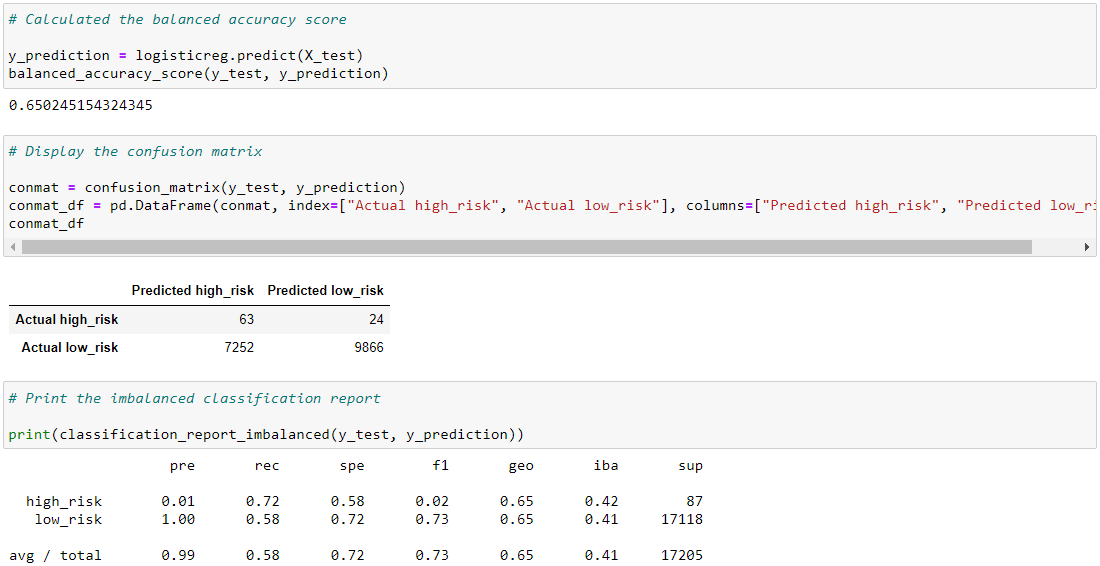 # Calculated the balanced accuracy score
y_prediction = logisticreg.predict(X_test)
balanced_accuracy_score(y_test, y_prediction)
0.650245154324345
# Display the confusion matrix
conmat = confusion_matrix(y_test, y_prediction)
conmat_df = pd.DataFrame(conmat, index=["Actual high_risk", "Actual low_risk"], columns=["Predicted high_risk", "Predicted low_ri
conmat_df
Predicted high_risk Predicted low_risk
Actual high_risk 63 24
Actual low_risk 7252 9866
# Print the imbalanced classification report
print(classification_report_imbalanced(y_test, y_prediction))
pre rec spe f1 geo iba sup
high_risk 0.01 0.72 0.58 0.02 0.65 0.42 87
low_risk 1.00 0.58 0.72 0.73 0.65 0.41 17118
avg / total 0.99 0.58 0.72 0.73 0.65 0.41 17205